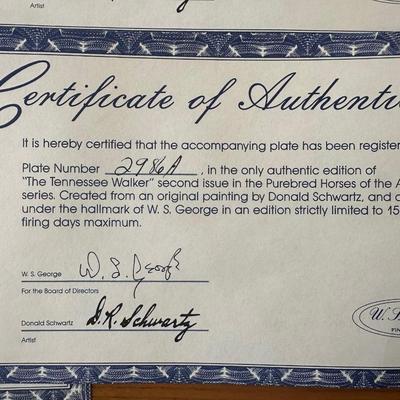 Artist
Certificate of Authenti
It is hereby certified that the accompanying plate has been register
Plate Number 2986A, in the only authentic edition of
"The Tennessee Walker" second issue in the Purebred Horses of the A
series. Created from an original painting by Donald Schwartz, and
under the hallmark of W. S. George in an edition strictly limited to 15
firing days maximum.
W. S. George
W. S. George
For the Board of Directors
D. R. Schwartz
Donald Schwartz
Artist
W. 
FIN